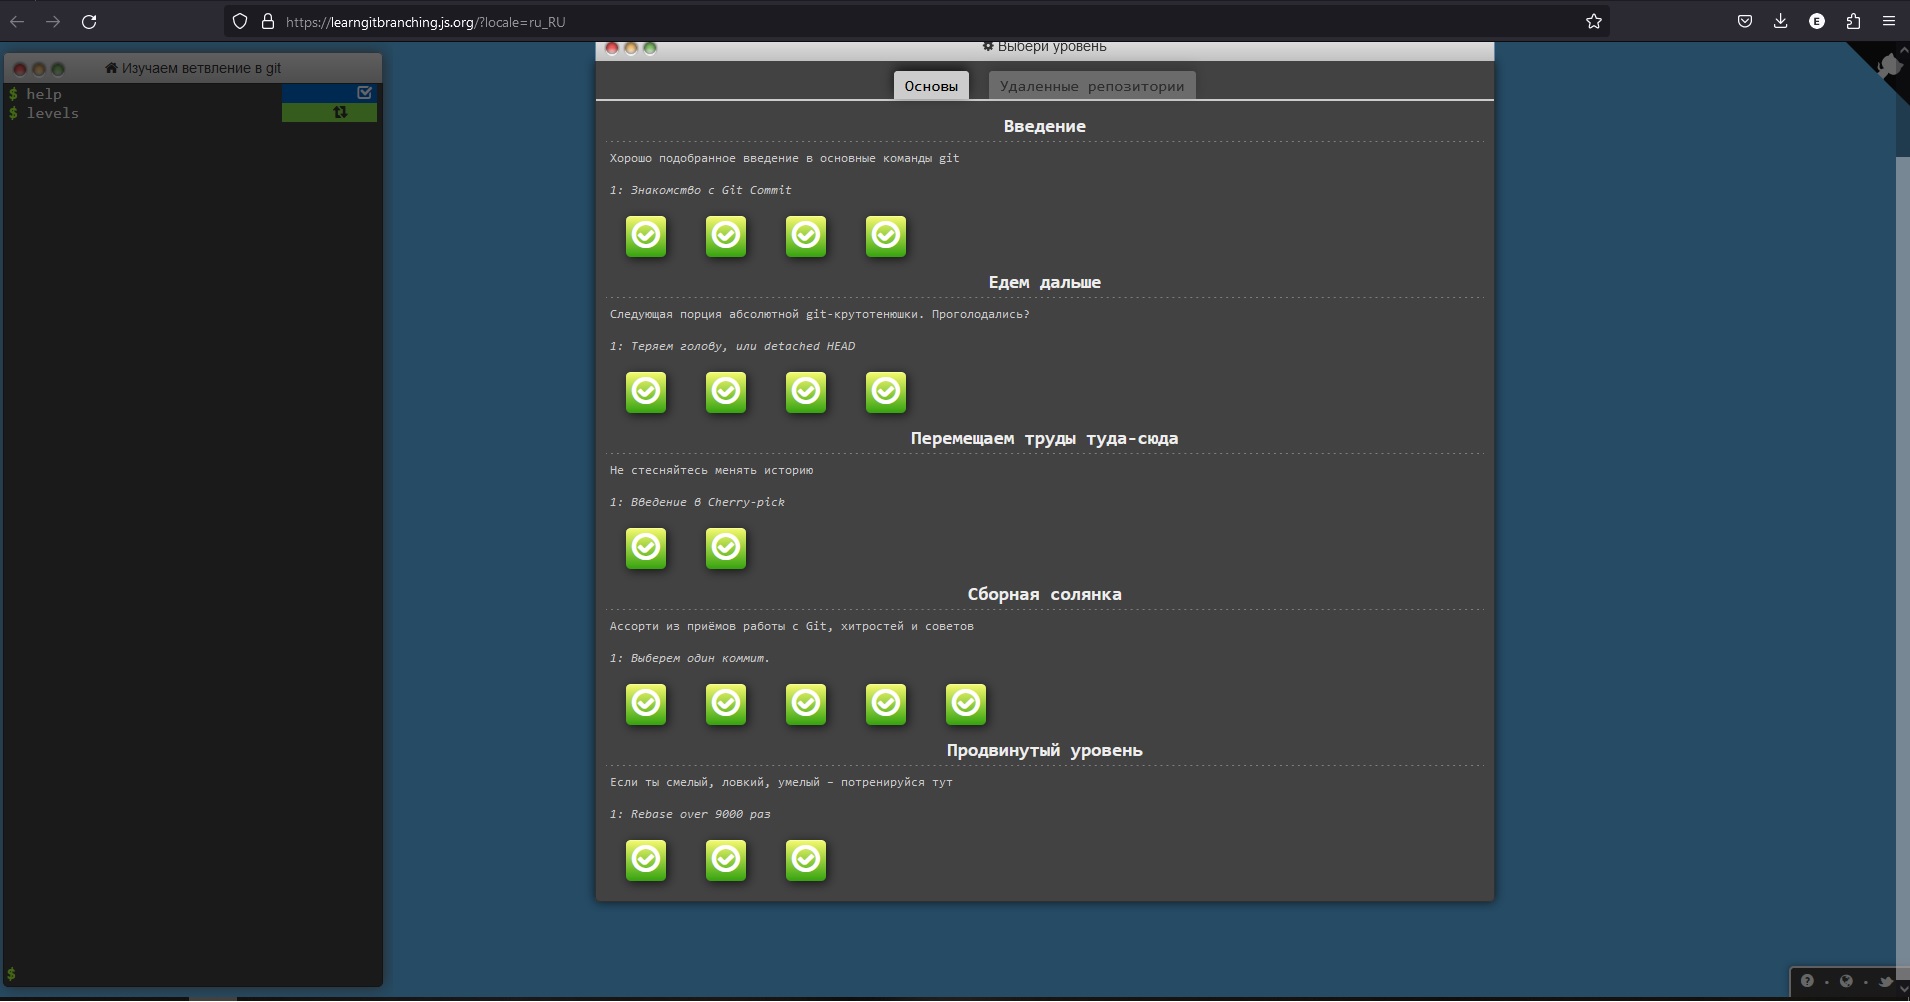 https://learngitbranching.js.org/?locale=ru_RU
E
Изучаем ветвление в git
$ help
$ levels
$
Выбери уровень
Основы
Удаленные репозитории
Введение
Хорошо подобранное введение в основные команды git
1: Знакомство с Git Commit
Едем дальше
Следующая порция абсолютной git-крутотенюшки. Проголодались?
1: Теряем голову, или detached HEAD
Перемещаем труды туда-сюда
Не стесняйтесь менять историю
1: Введение в Cherry-pick
Сборная солянка
Ассорти из приёмов работы с Git, хитростей и советов
1: Выберем один коммит.
Продвинутый уровень
Если ты смелый, ловкий, умелый – потренируйся тут
1: Rebase over 9000 раз